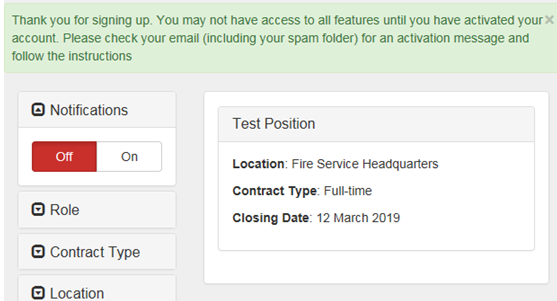 Thank you for signing up. You may not have access to all features until you have activated your
account. Please check your email (including your spam folder) for an activation message and
follow the instructions
×
Notifications
Off On
Role
Contract Type
Location
Test Position
Location: Fire Service Headquarters
Contract Type: Full-time
Closing Date: 12 March 2019